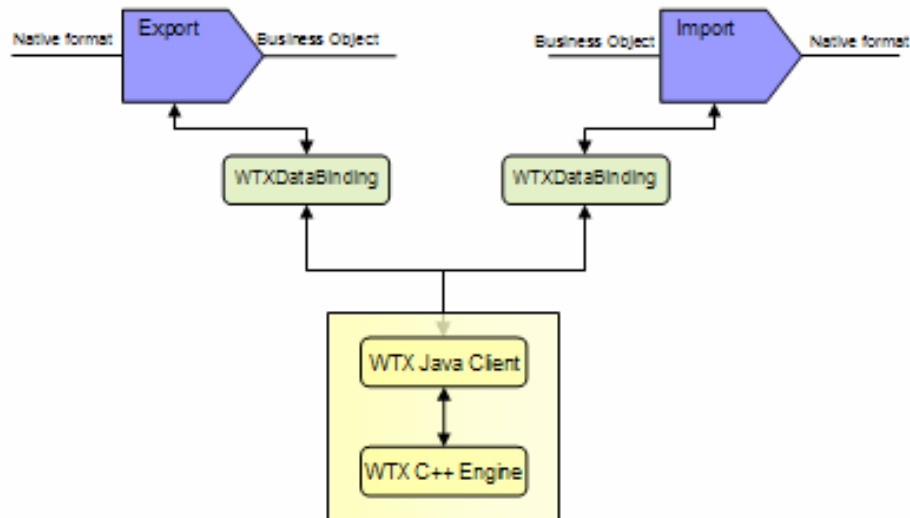 Export
Import
Native format
Business Object
Business Object
Native format
WTXDataBinding
WTXDataBinding
WTX Java Client
WTX C++ Engine